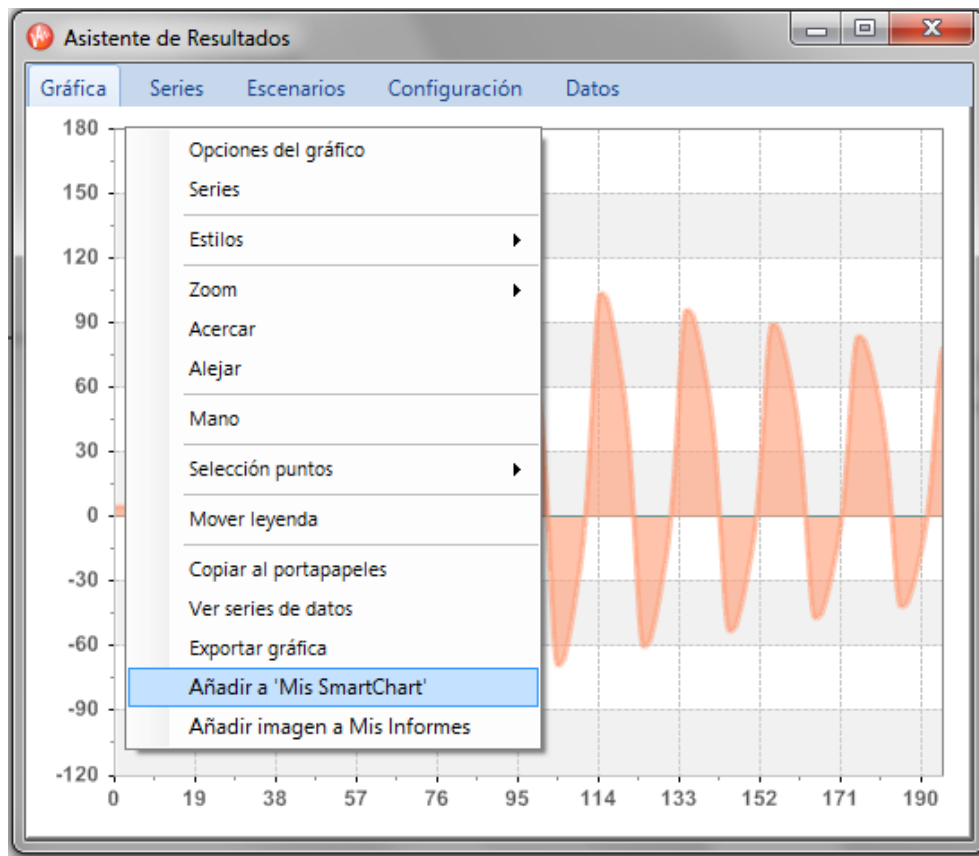 Asistente de Resultados
Gráfica Series Escenarios Configuración Datos
180
150
120
90
60
30
0
-30
-60
-90
-120
Opciones del gráfico
Series
Estilos
Zoom
Acercar
Alejar
Mano
Selección puntos
Mover leyenda
Copiar al portapapeles
Ver series de datos
Exportar gráfica
Añadir a 'Mis SmartChart'
Añadir imagen a Mis Informes
0 19 38 57 76 95 114 133 152 171 190